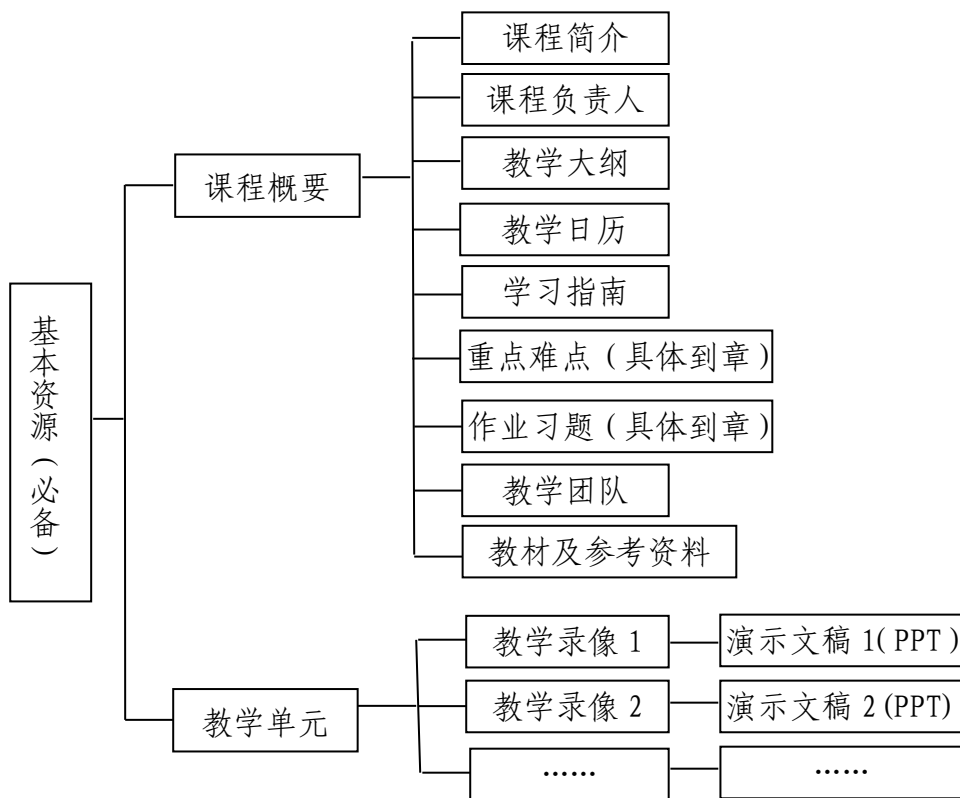 课程简介
课程负责人
教学大纲
课程概要
教学日历
学习指南
基本资源（必备）
重点难点（具体到章）
作业习题（具体到章）
教学团队
教材及参考资料
教学录像 1
演示文稿 1( PPT )
教学单元
教学录像 2
演示文稿 2 (PPT)
……
……